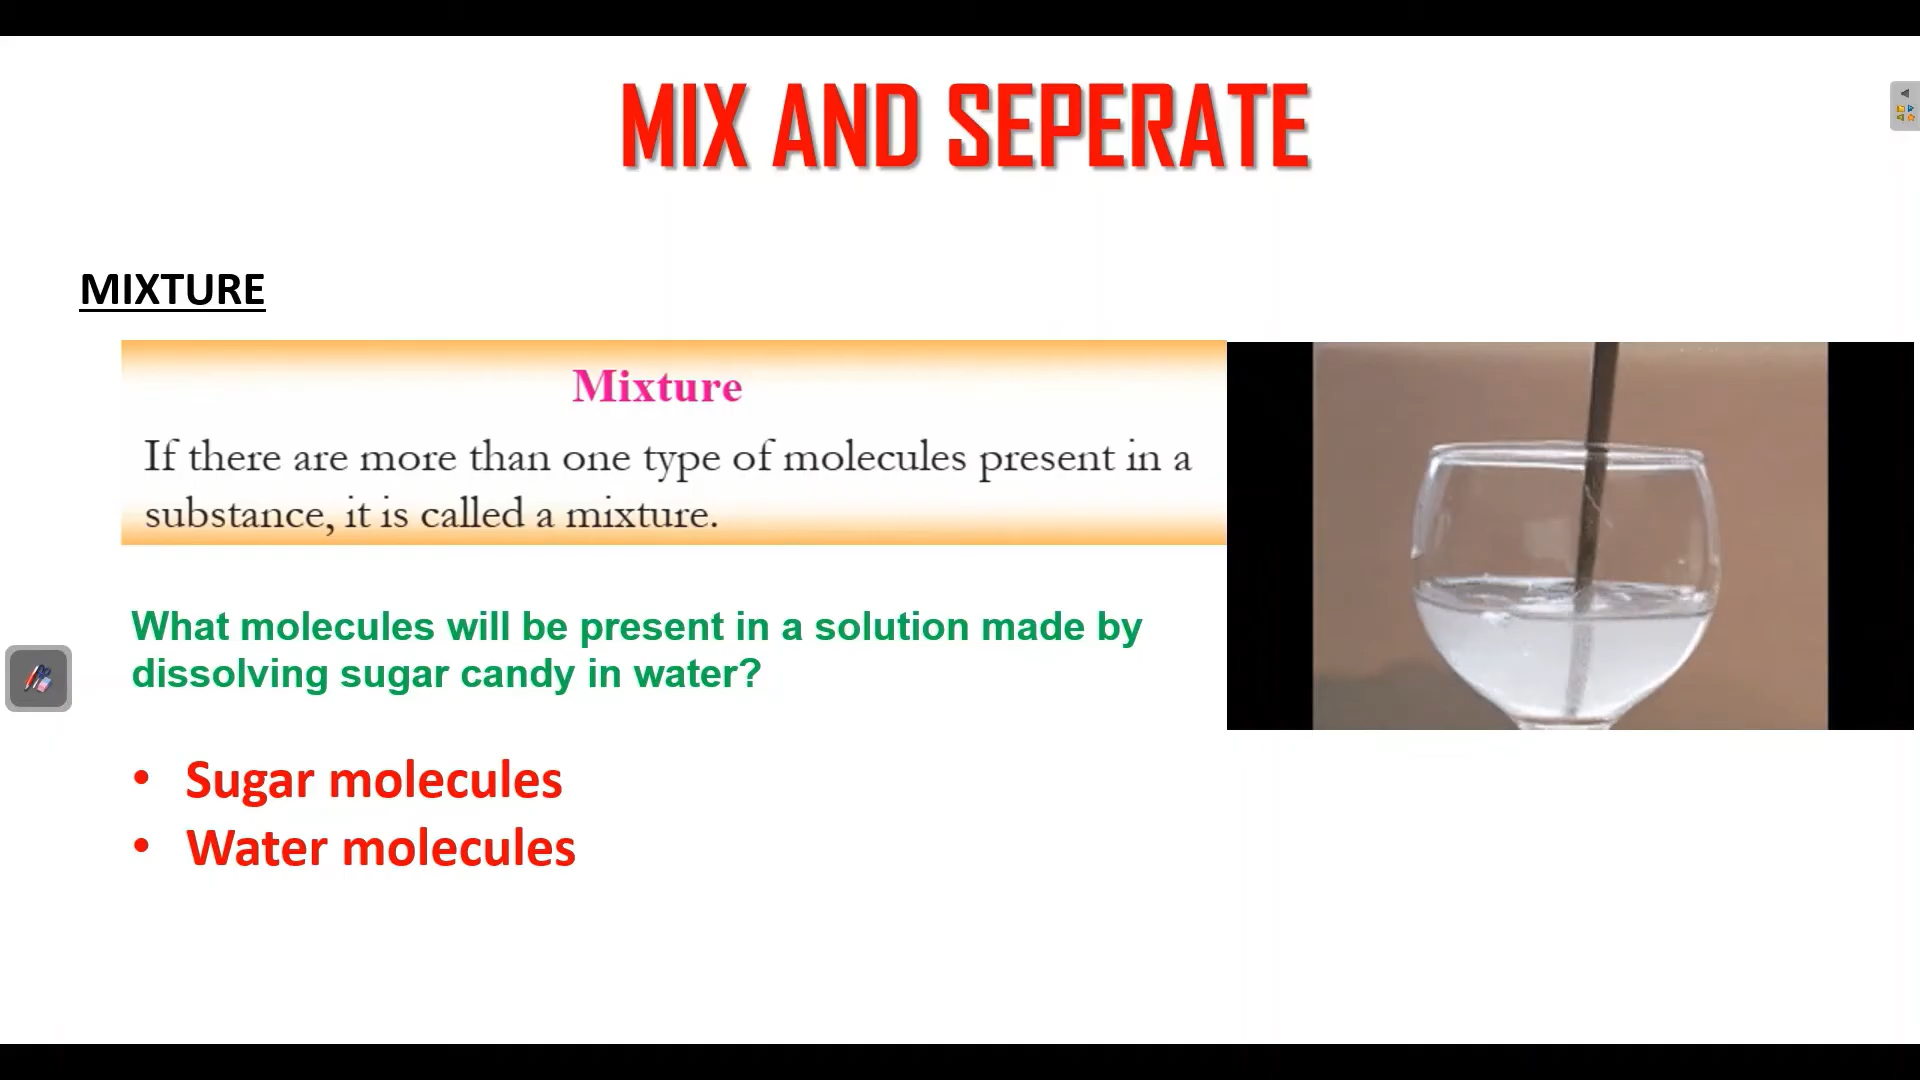 MIX AND SEPERATE
MIXTURE
Mixture
If there are more than one type of molecules present in a
substance, it is called a mixture.
What molecules will be present in a solution made by
dissolving sugar candy in water?
• Sugar molecules
• Water molecules